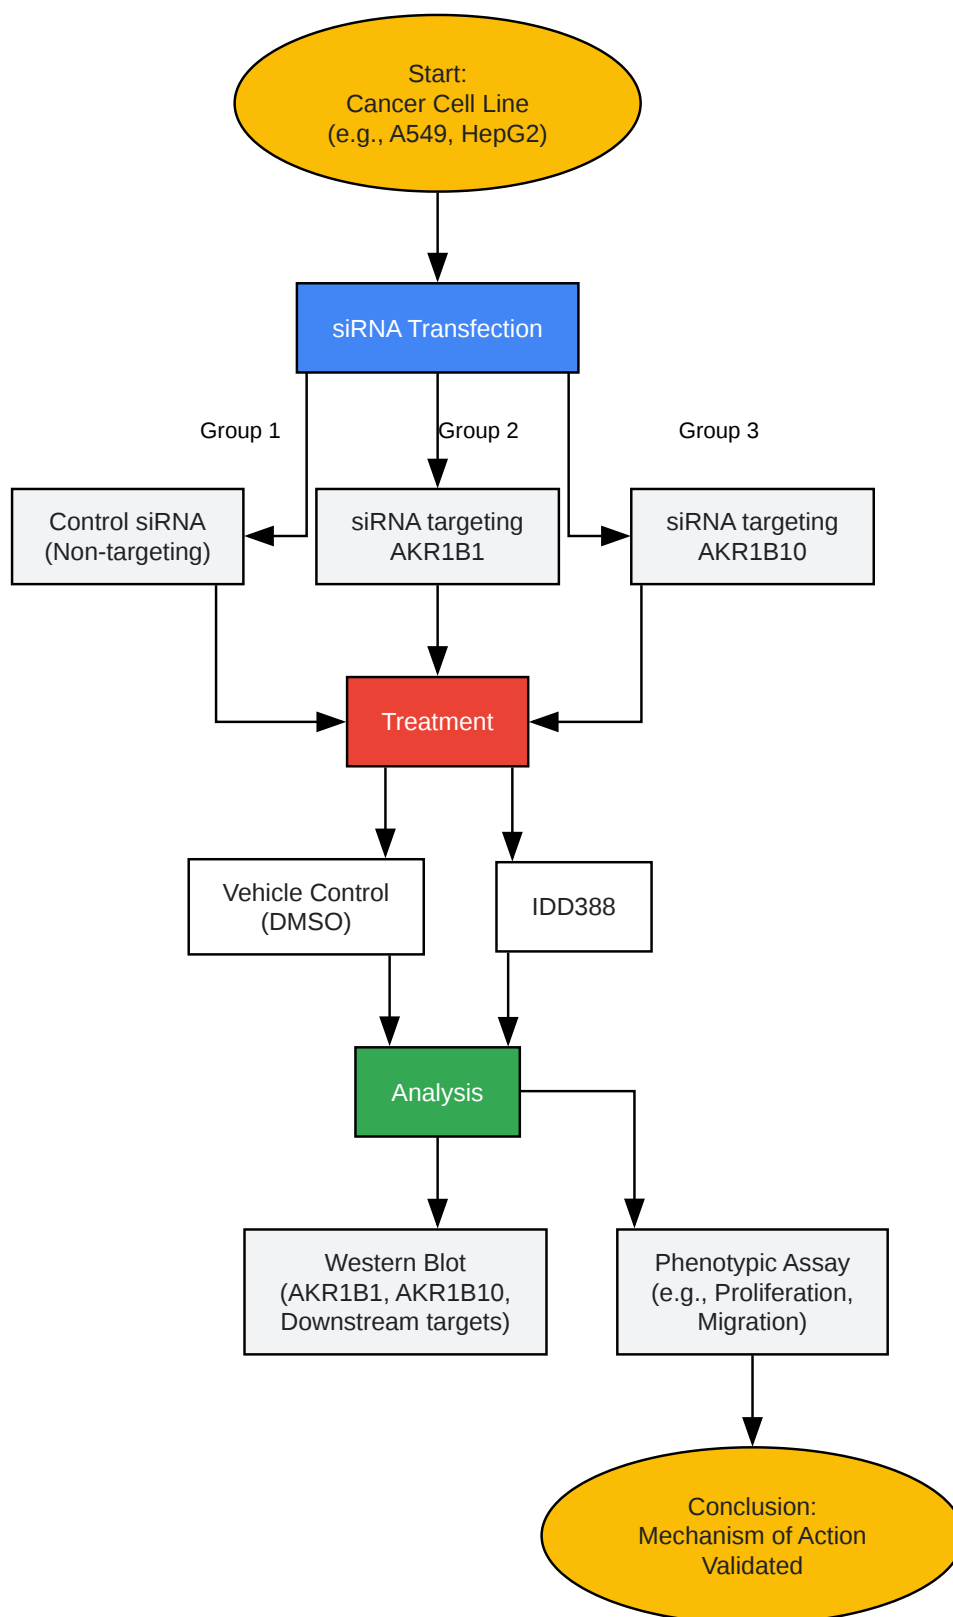 Start:
Cancer Cell Line
(e.g., A549, HepG2)
siRNA Transfection
Group 1
Group 2
Group 3
Control siRNA
(Non-targeting)
siRNA targeting
AKR1B1
siRNA targeting
AKR1B10
Treatment
Vehicle Control
(DMSO)
IDD388
Analysis
Western Blot
(AKR1B1, AKR1B10,
Downstream targets)
Phenotypic Assay
(e.g., Proliferation,
Migration)
Conclusion:
Mechanism of Action
Validated